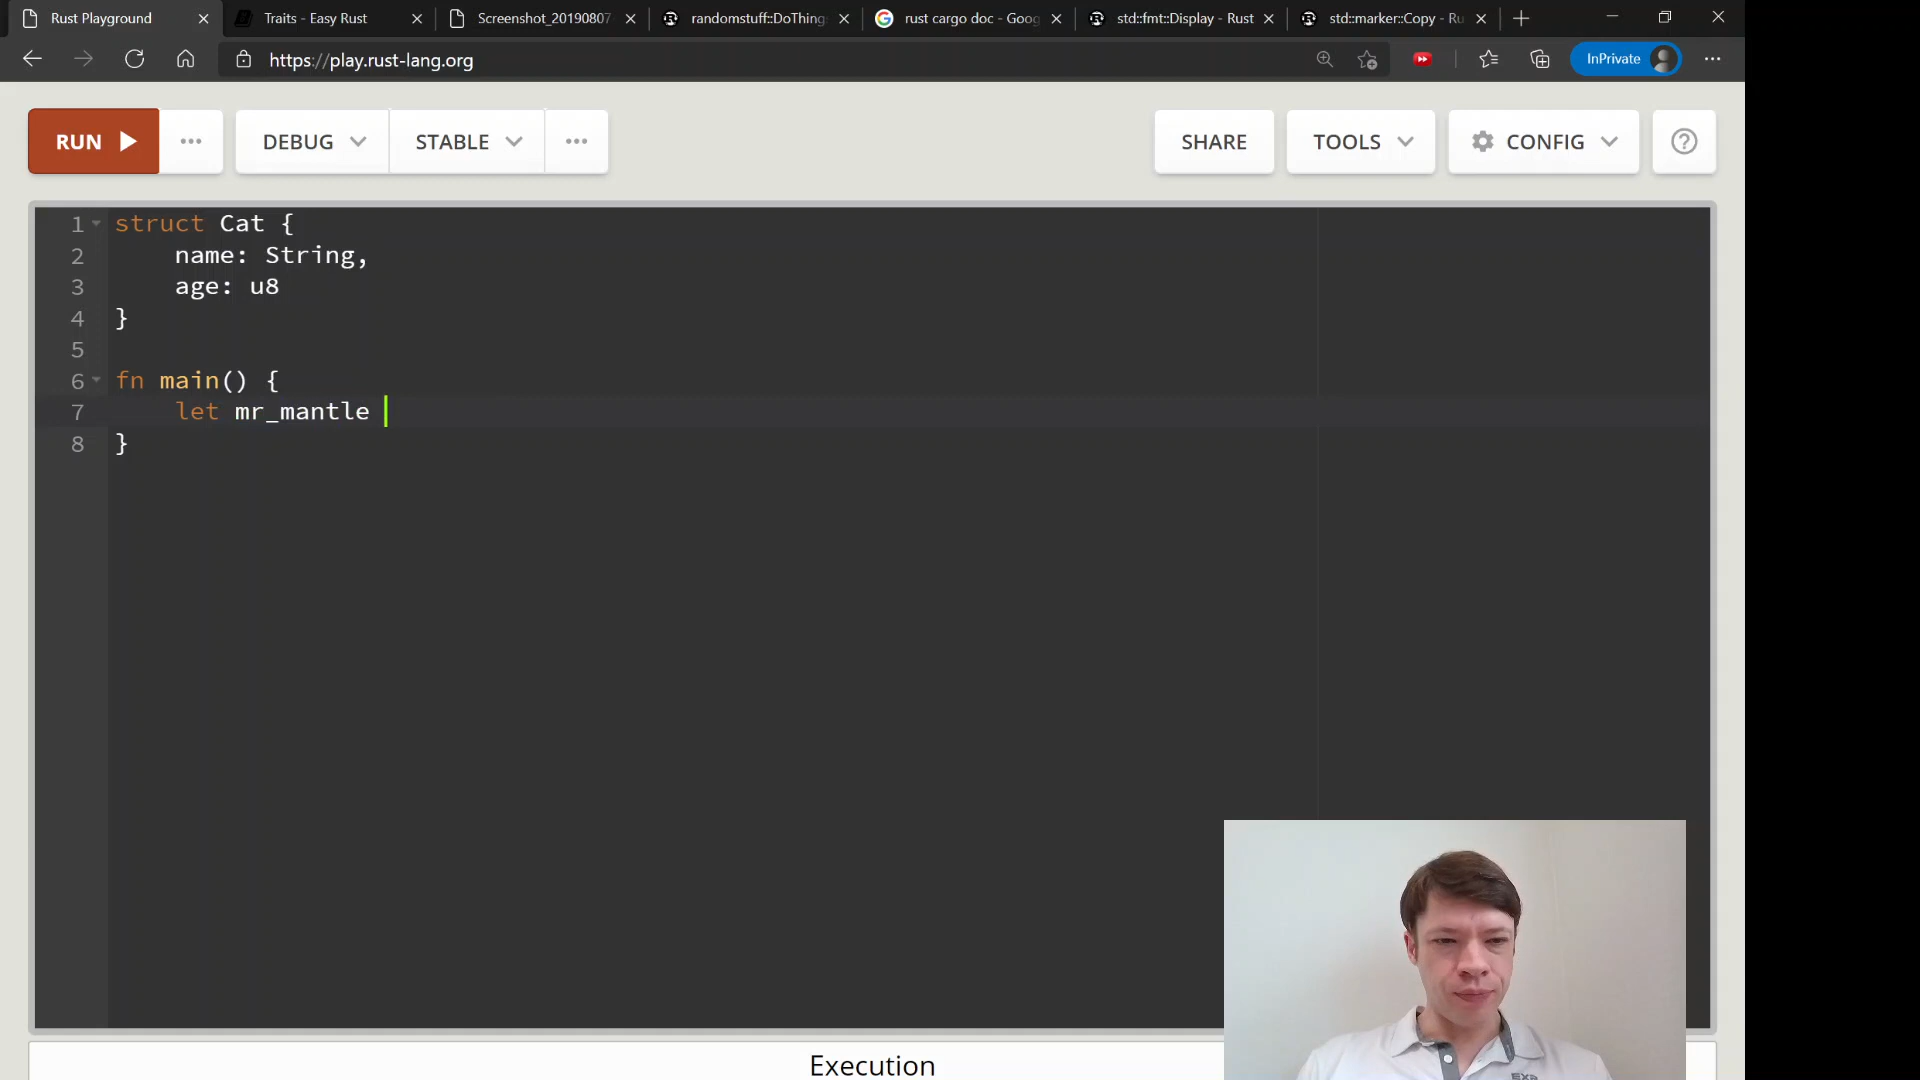 Rust Playground
Traits - Easy Rust
Screenshot_20190807
randomstuff::DoThing
rust cargo doc - Goog
std::fmt::Display - Rust
std::marker::Copy - Ru
https://play.rust-lang.org
InPrivate
RUN
DEBUG
STABLE
SHARE
TOOLS
CONFIG
1 struct Cat {
2 name: String,
3 age: u8
4 }
5
6 fn main() {
7 let mr_mantle
8 }
Execution